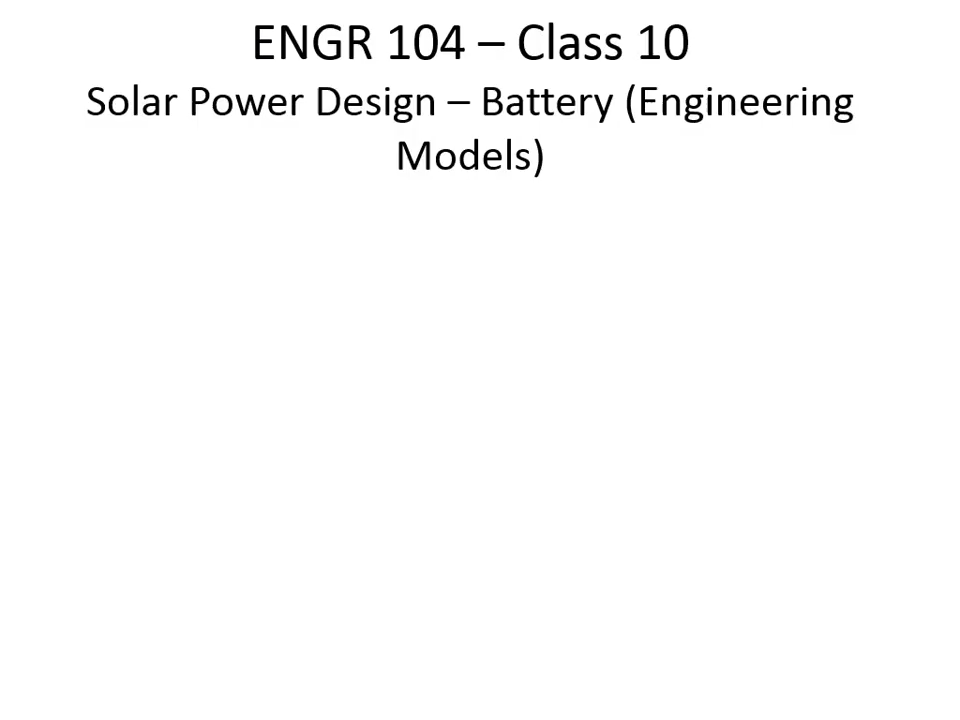 ENGR 104 – Class 10
Solar Power Design – Battery (Engineering
Models)